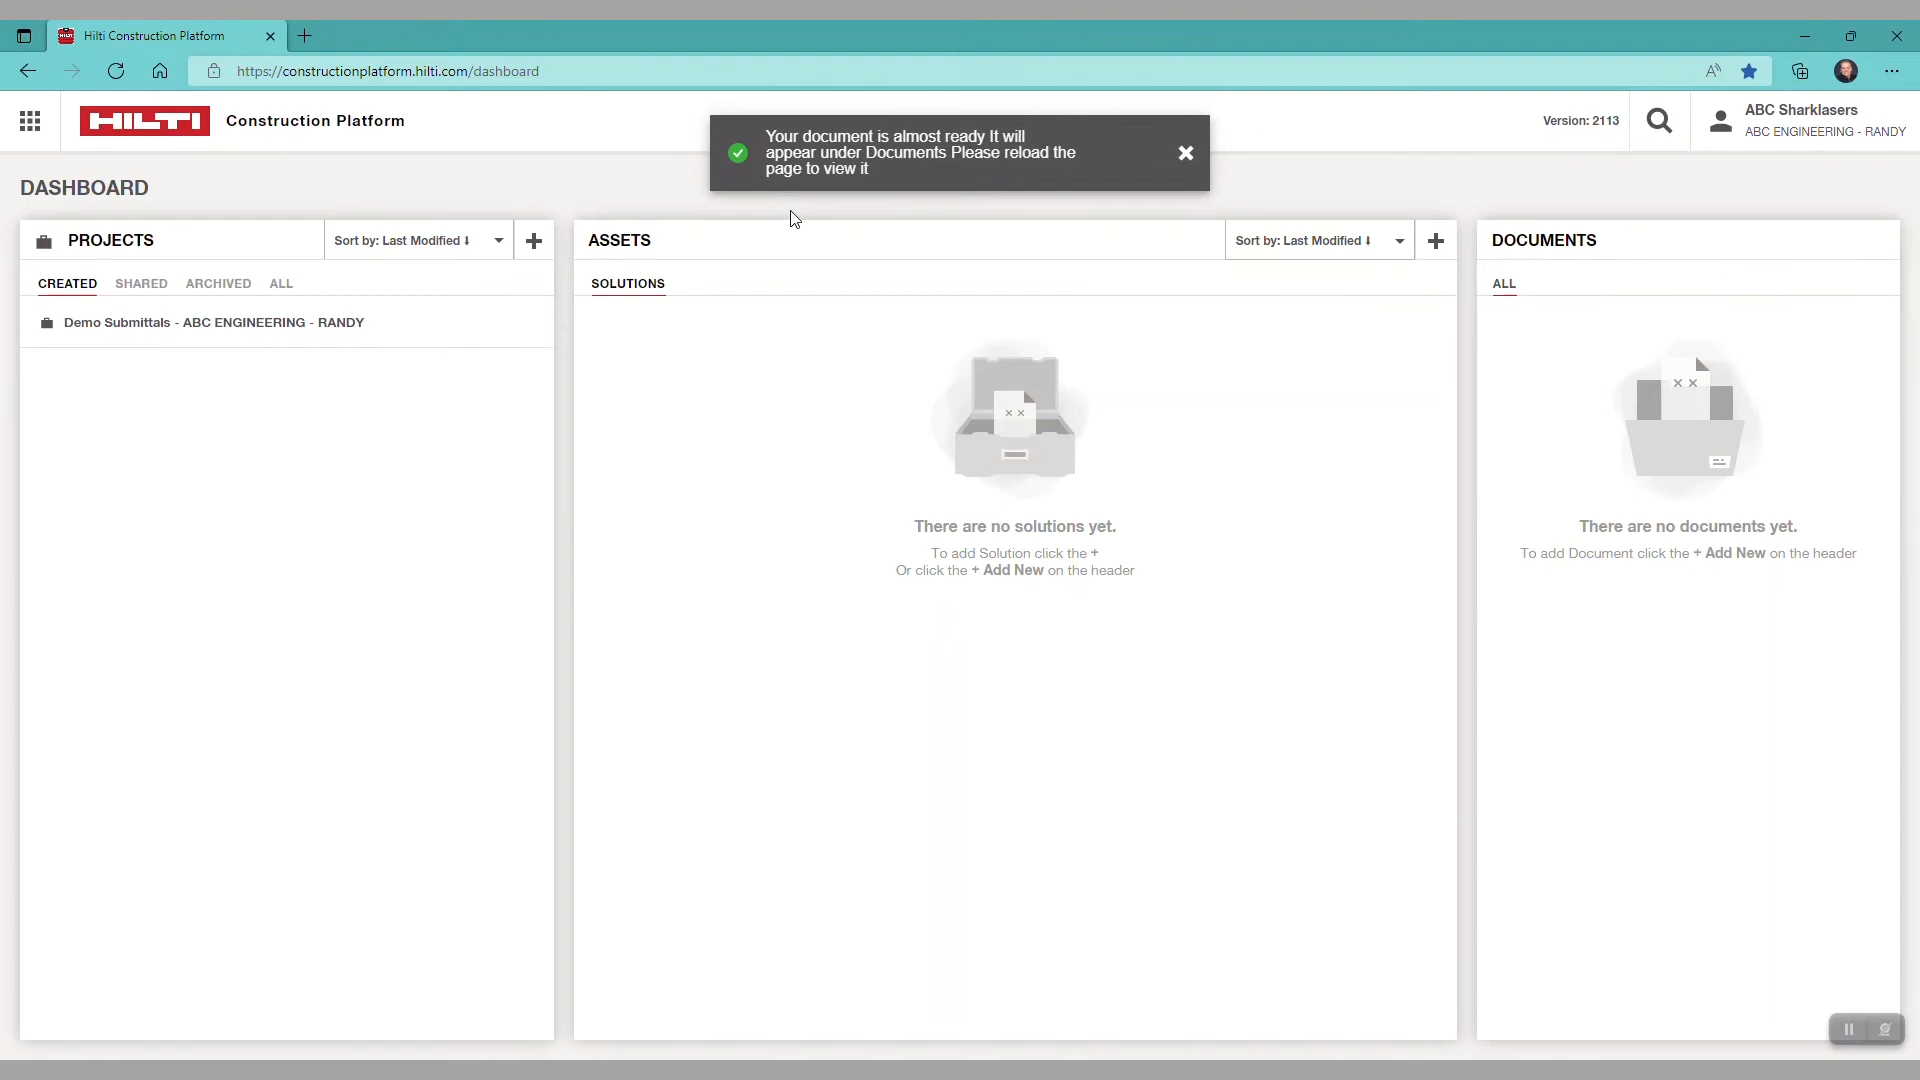 Hilti Construction Platform
https://constructionplatform.hilti.com/dashboard
HILTI Construction Platform
Your document is almost ready It will
appear under Documents Please reload the
page to view it
Version: 2113
ABC Sharklasers
ABC ENGINEERING - RANDY
DASHBOARD
PROJECTS
Sort by: Last Modified ⬇
CREATED SHARED ARCHIVED ALL
Demo Submittals - ABC ENGINEERING - RANDY
ASSETS
Sort by: Last Modified ⬇
SOLUTIONS
There are no solutions yet.
To add Solution click the +
Or click the + Add New on the header
DOCUMENTS
ALL
There are no documents yet.
To add Document click the + Add New on the header